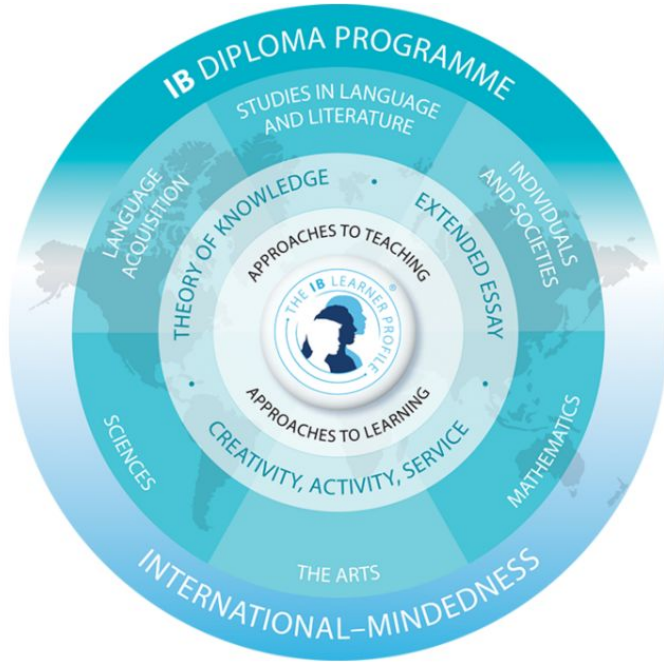 IB DIPLOMA PROGRAMME
STUDIES IN LANGUAGE
AND LITERATURE
LANGUAGE
ACQUISITION
INDIVIDUALS
AND SOCIETIES
THEORY OF KNOWLEDGE
EXTENDED ESSAY
APPROACHES TO TEACHING
THE IB LEARNER PROFILE®
APPROACHES TO LEARNING
CREATIVITY, ACTIVITY, SERVICE
SCIENCES
MATHEMATICS
THE ARTS
INTERNATIONAL–MINDEDNESS